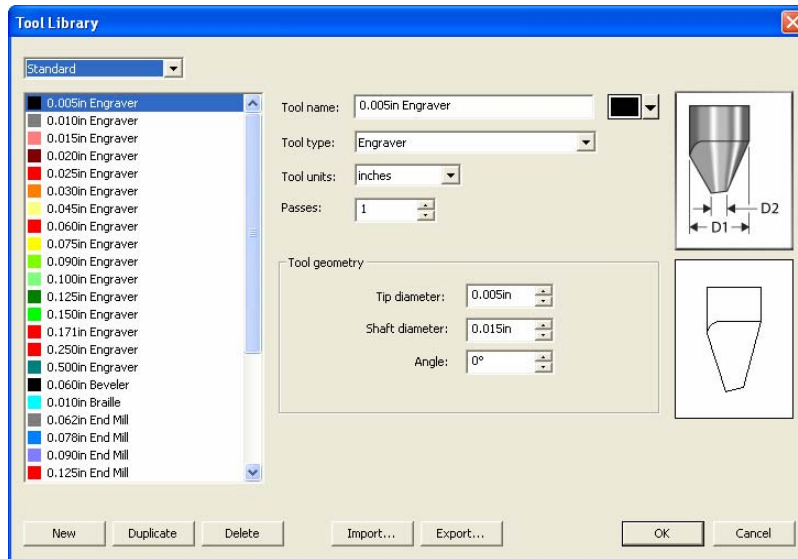 Tool Library
Standard
0.005in Engraver
0.010in Engraver
0.015in Engraver
0.020in Engraver
0.025in Engraver
0.030in Engraver
0.045in Engraver
0.060in Engraver
0.075in Engraver
0.090in Engraver
0.100in Engraver
0.125in Engraver
0.150in Engraver
0.171in Engraver
0.250in Engraver
0.500in Engraver
0.060in Beveler
0.010in Braille
0.062in End Mill
0.078in End Mill
0.090in End Mill
0.125in End Mill
Tool name: 0.005in Engraver
Tool type: Engraver
Tool units: inches
Passes: 1
Tool geometry
Tip diameter: 0.005in
Shaft diameter: 0.015in
Angle: 0°
D2
D1
New Duplicate Delete Import... Export... OK Cancel